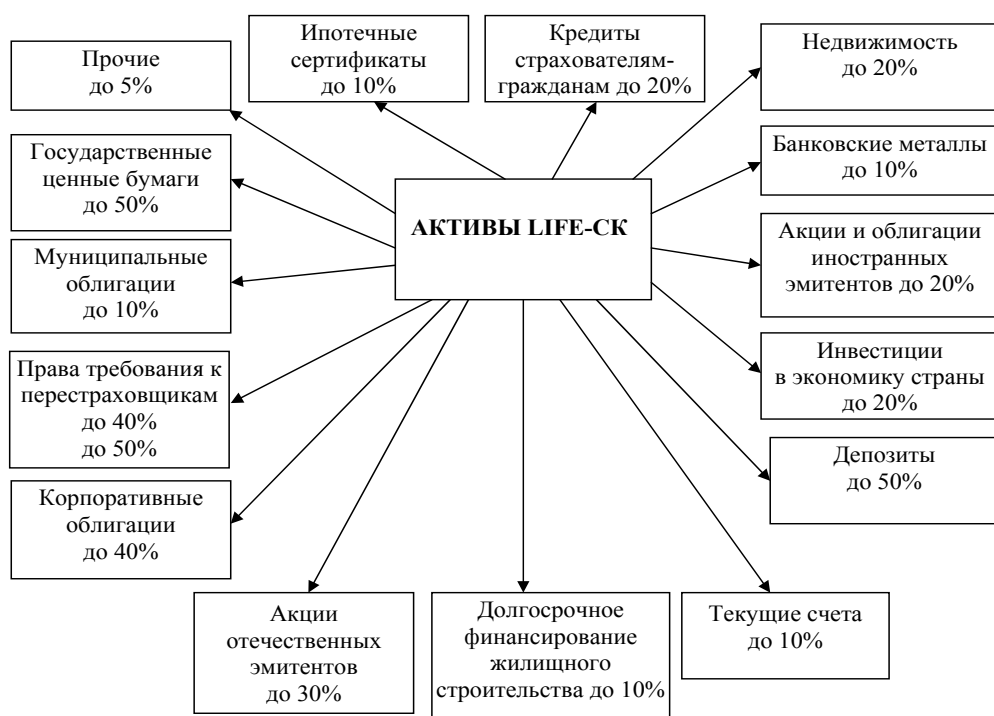 Прочие
до 5%
Ипотечные
сертификаты
до 10%
Кредиты
страхователям-
гражданам до 20%
Недвижимость
до 20%
Государственные
ценные бумаги
до 50%
Банковские металлы
до 10%
АКТИВЫ LIFE-СК
Муниципальные
облигации
до 10%
Акции и облигации
иностранных
эмитентов до 20%
Права требования к
перестраховщикам
до 40%
до 50%
Инвестиции
в экономику страны
до 20%
Депозиты
до 50%
Корпоративные
облигации
до 40%
Акции
отечественных
эмитентов
до 30%
Долгосрочное
финансирование
жилищного
строительства до 10%
Текущие счета
до 10%